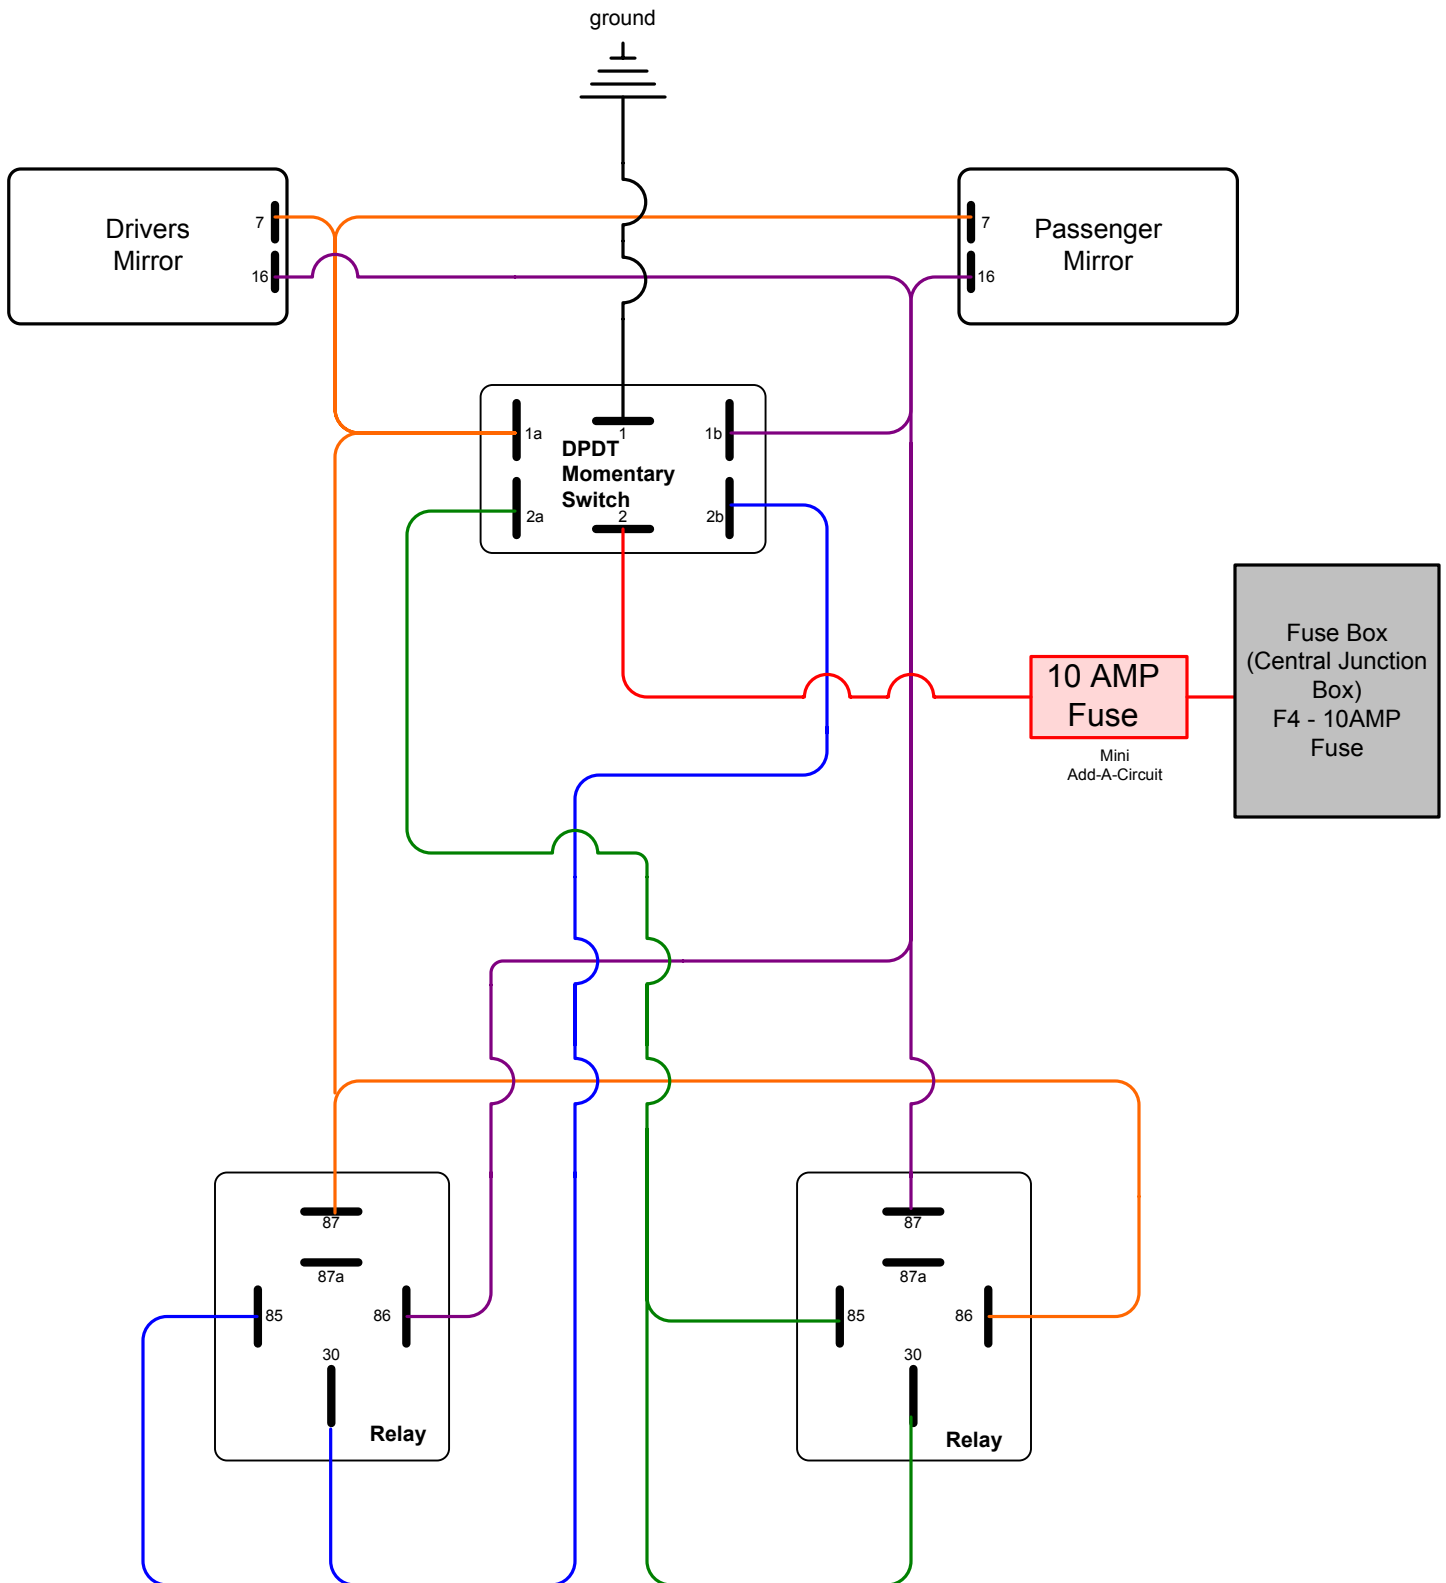 ground
Drivers
Mirror
7
16
Passenger
Mirror
7
16
1a
1
1b
DPDT
Momentary
Switch
2a
2
2b
10 AMP
Fuse
Mini
Add-A-Circuit
Fuse Box
(Central Junction
Box)
F4 - 10AMP
Fuse
87
87a
85
86
30
Relay
87
87a
85
86
30
Relay